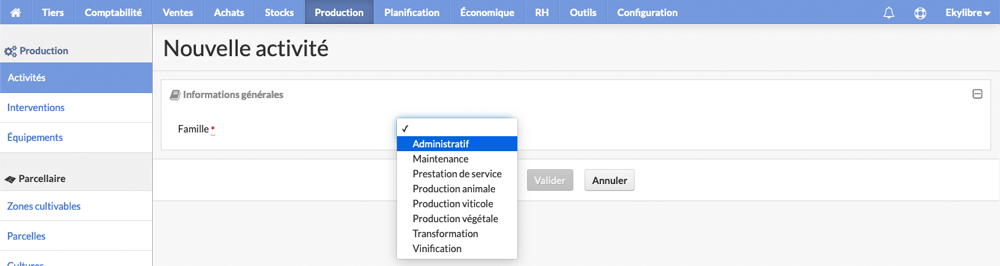 Tiers Comptabilité Ventes Achats Stocks Production Planification Économique RH Outils Configuration Ekylibre
Production
Activités
Interventions
Équipements
Parcellaire
Zones cultivables
Parcelles
Cultures
Nouvelle activité
Informations générales
Famille *
Administratif
Maintenance
Prestation de service
Production animale
Production viticole
Production végétale
Transformation
Vinification
Valider Annuler